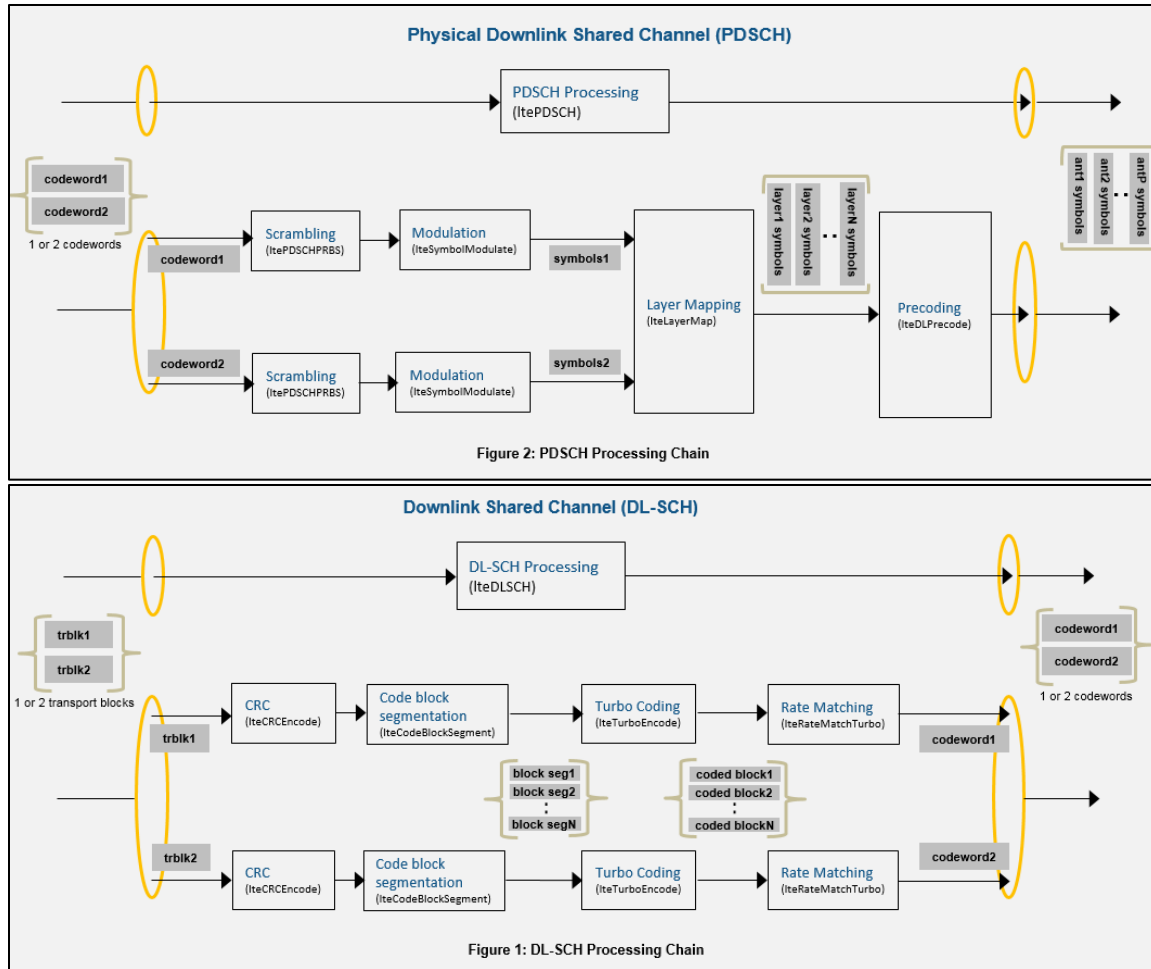 Physical Downlink Shared Channel (PDSCH)
PDSCH Processing
(ltePDSCH)
codeword1
codeword2
1 or 2 codewords
codeword1
Scrambling
(ltePDSCHPRBS)
Modulation
(lteSymbolModulate)
symbols1
codeword2
Scrambling
(ltePDSCHPRBS)
Modulation
(lteSymbolModulate)
symbols2
Layer Mapping
(lteLayerMap)
layer1 symbols
layer2 symbols
..
layerN symbols
Precoding
(lteDLPrecode)
ant1 symbols
ant2 symbols
..
antP symbols
Figure 2: PDSCH Processing Chain
Downlink Shared Channel (DL-SCH)
DL-SCH Processing
(lteDLSCH)
trblk1
trblk2
1 or 2 transport blocks
trblk1
CRC
(lteCRCEncode)
Code block
segmentation
(lteCodeBlockSegment)
Turbo Coding
(lteTurboEncode)
Rate Matching
(lteRateMatchTurbo)
codeword1
block seg1
block seg2
:
block segN
coded block1
coded block2
:
coded blockN
trblk2
CRC
(lteCRCEncode)
Code block
segmentation
(lteCodeBlockSegment)
Turbo Coding
(lteTurboEncode)
Rate Matching
(lteRateMatchTurbo)
codeword2
codeword1
codeword2
1 or 2 codewords
Figure 1: DL-SCH Processing Chain